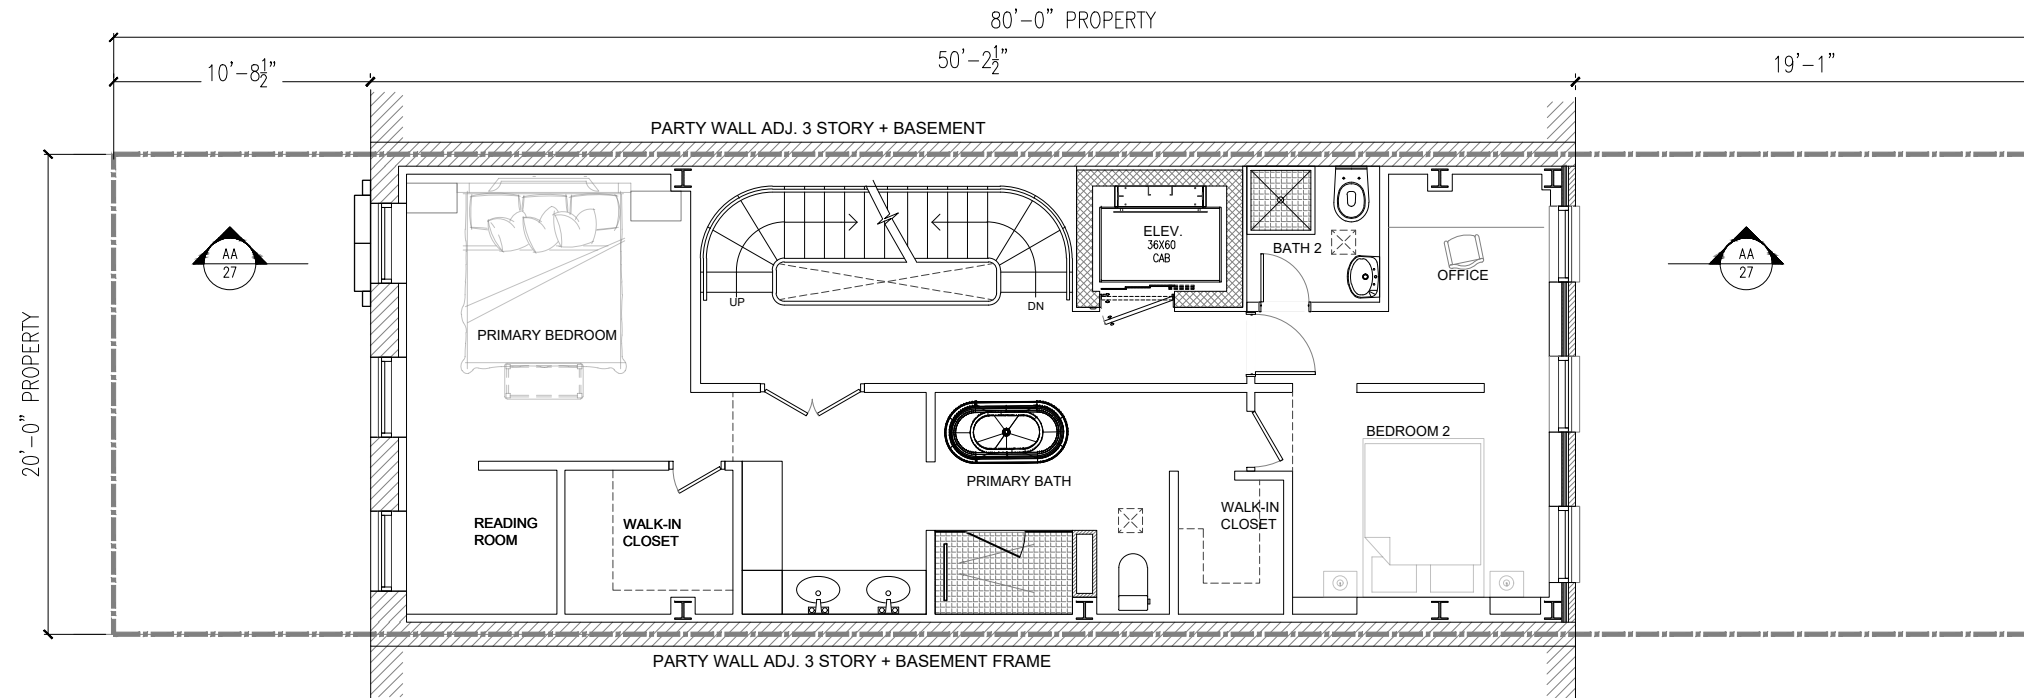 80'-0" PROPERTY
10'-8½"
50'-2½"
19'-1"
PARTY WALL ADJ. 3 STORY + BASEMENT
20'-0" PROPERTY
AA
27
ELEV.
36X60
CAB
BATH 2
OFFICE
AA
27
UP
DN
PRIMARY BEDROOM
BEDROOM 2
PRIMARY BATH
READING
ROOM
WALK-IN
CLOSET
WALK-IN
CLOSET
PARTY WALL ADJ. 3 STORY + BASEMENT FRAME